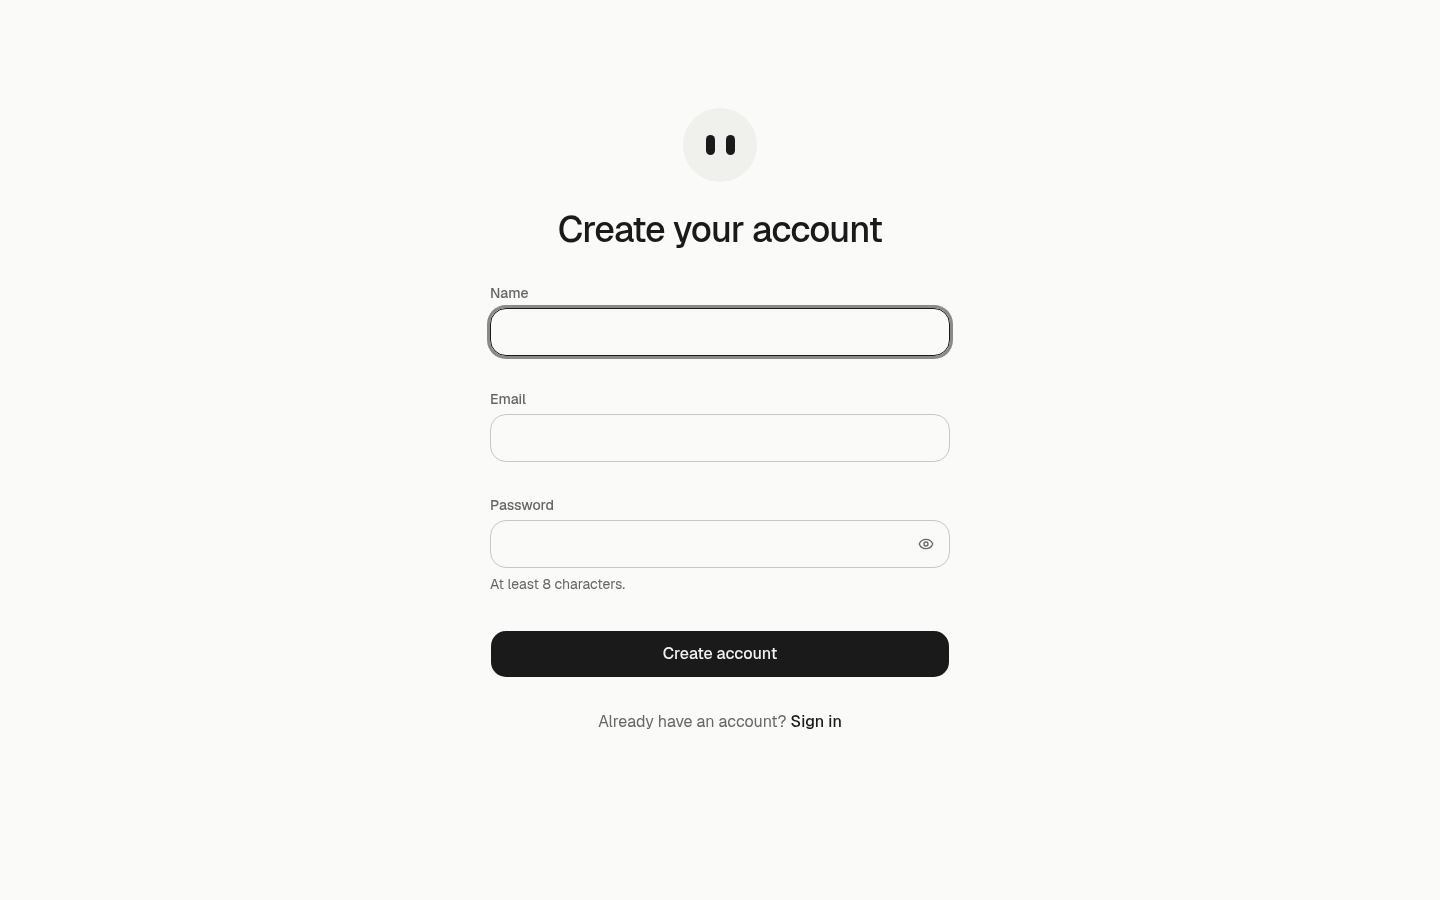 Create your account
Name
Email
Password
At least 8 characters.
Create account
Already have an account? Sign in